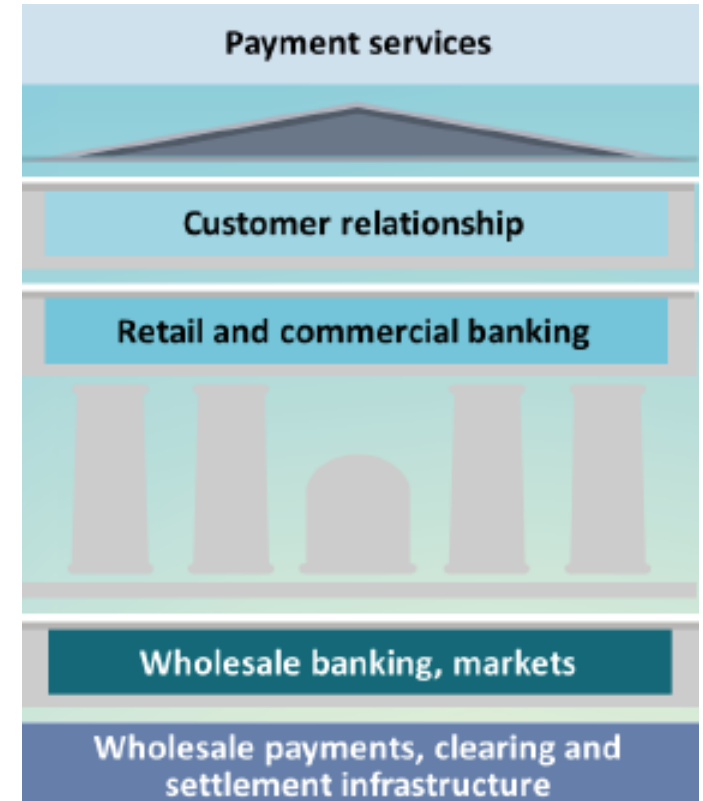 Payment services
Customer relationship
Retail and commercial banking
Wholesale banking, markets
Wholesale payments, clearing and
settlement infrastructure